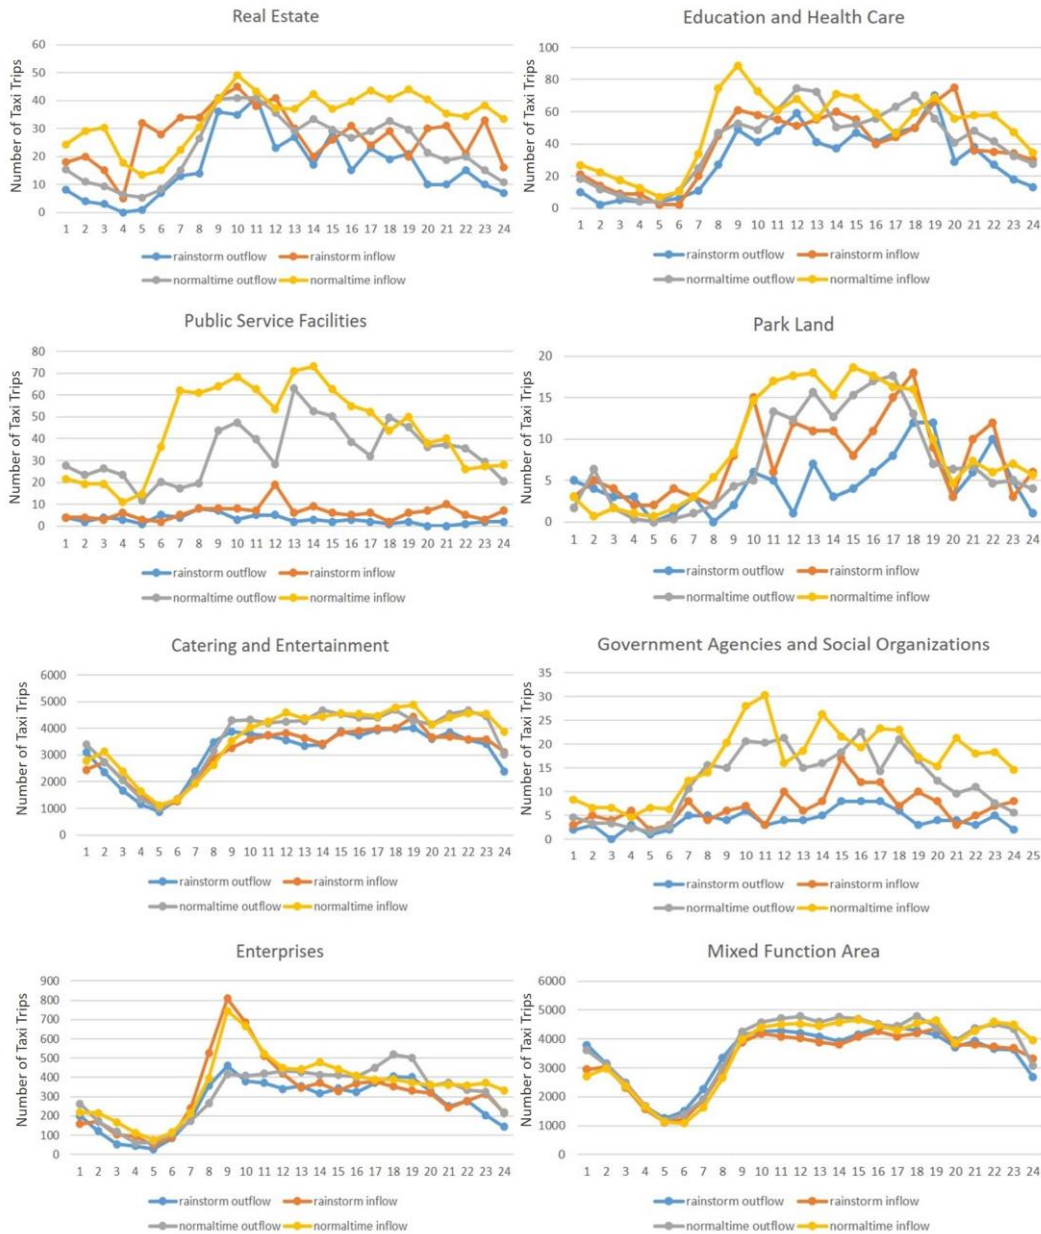 Real Estate
Number of Taxi Trips
60
50
40
30
20
10
0
1 2 3 4 5 6 7 8 9 10 11 12 13 14 15 16 17 18 19 20 21 22 23 24
rainstorm outflow rainstorm inflow
normaltime outflow normaltime inflow
Education and Health Care
Number of Taxi Trips
100
80
60
40
20
0
1 2 3 4 5 6 7 8 9 10 11 12 13 14 15 16 17 18 19 20 21 22 23 24
rainstorm outflow rainstorm inflow
normaltime outflow normaltime inflow
Public Service Facilities
Number of Taxi Trips
80
70
60
50
40
30
20
10
0
1 2 3 4 5 6 7 8 9 10 11 12 13 14 15 16 17 18 19 20 21 22 23 24
rainstorm outflow rainstorm inflow
normaltime outflow normaltime inflow
Park Land
Number of Taxi Trips
20
15
10
5
0
1 2 3 4 5 6 7 8 9 10 11 12 13 14 15 16 17 18 19 20 21 22 23 24
rainstorm outflow rainstorm inflow
normaltime outflow normaltime inflow
Catering and Entertainment
Number of Taxi Trips
6000
5000
4000
3000
2000
1000
0
1 2 3 4 5 6 7 8 9 10 11 12 13 14 15 16 17 18 19 20 21 22 23 24
rainstorm outflow rainstorm inflow
normaltime outflow normaltime inflow
Government Agencies and Social Organizations
Number of Taxi Trips
35
30
25
20
15
10
5
0
1 2 3 4 5 6 7 8 9 10 11 12 13 14 15 16 17 18 19 20 21 22 23 24 25
rainstorm outflow rainstorm inflow
normaltime outflow normaltime inflow
Enterprises
Number of Taxi Trips
900
800
700
600
500
400
300
200
100
0
1 2 3 4 5 6 7 8 9 10 11 12 13 14 15 16 17 18 19 20 21 22 23 24
rainstorm outflow rainstorm inflow
normaltime outflow normaltime inflow
Mixed Function Area
Number of Taxi Trips
6000
5000
4000
3000
2000
1000
0
1 2 3 4 5 6 7 8 9 10 11 12 13 14 15 16 17 18 19 20 21 22 23 24
rainstorm outflow rainstorm inflow
normaltime outflow normaltime inflow